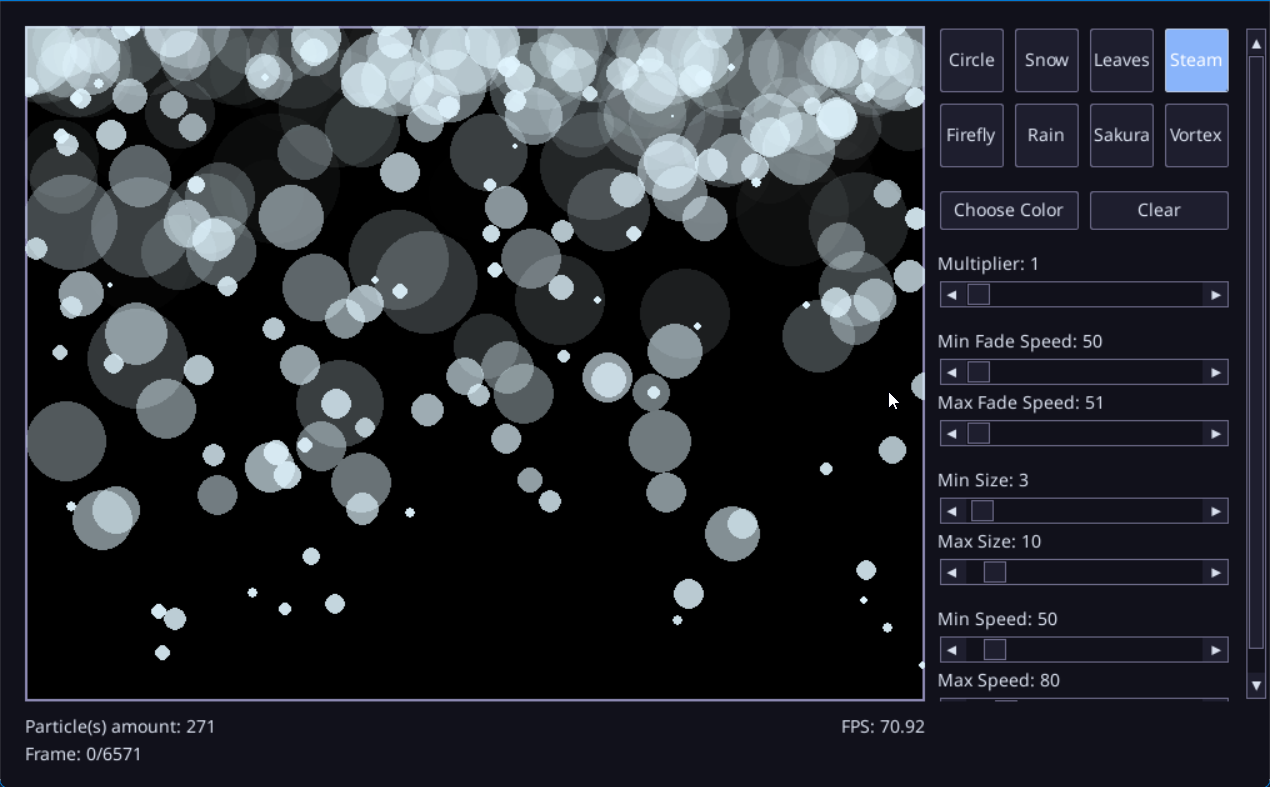 Circle Snow Leaves Steam
Firefly Rain Sakura Vortex
Choose Color Clear
Multiplier: 1
Min Fade Speed: 50
Max Fade Speed: 51
Min Size: 3
Max Size: 10
Min Speed: 50
Max Speed: 80
Particle(s) amount: 271 FPS: 70.92
Frame: 0/6571